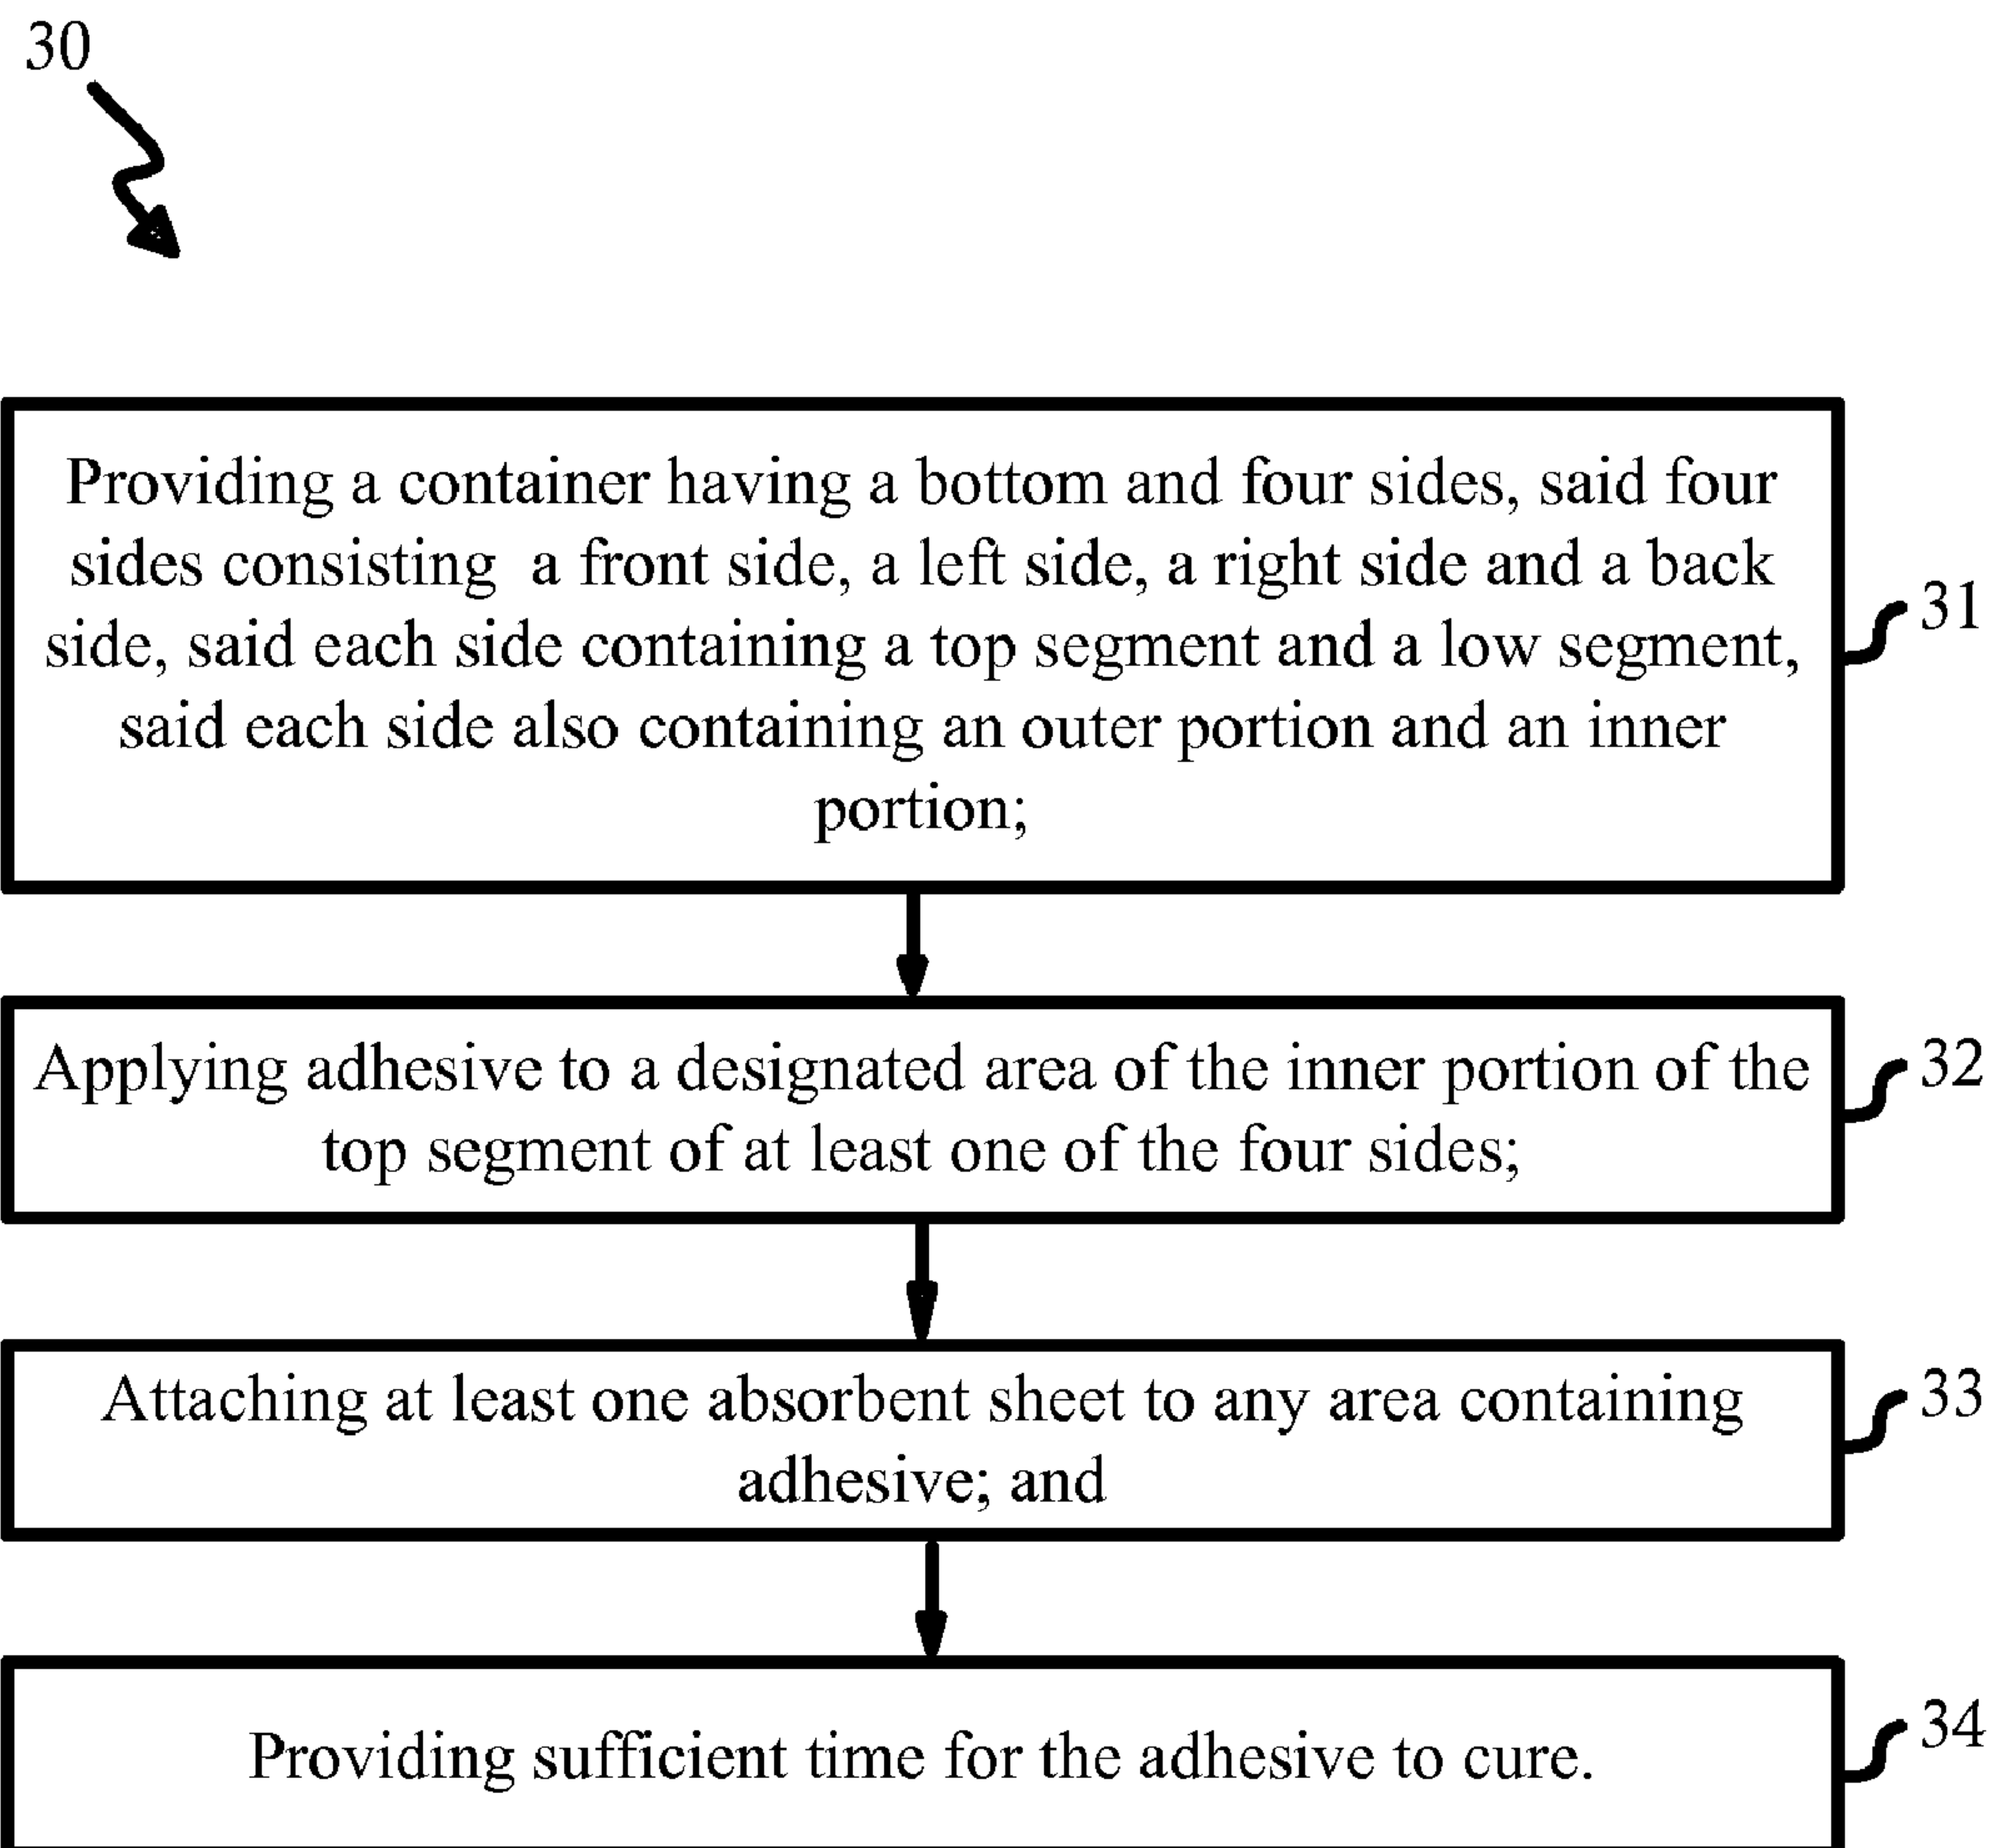 30
Providing a container having a bottom and four sides, said four
sides consisting a front side, a left side, a right side and a back
side, said each side containing a top segment and a low segment,
said each side also containing an outer portion and an inner
portion;
31
Applying adhesive to a designated area of the inner portion of the
top segment of at least one of the four sides;
32
Attaching at least one absorbent sheet to any area containing
adhesive; and
33
Providing sufficient time for the adhesive to cure.
34